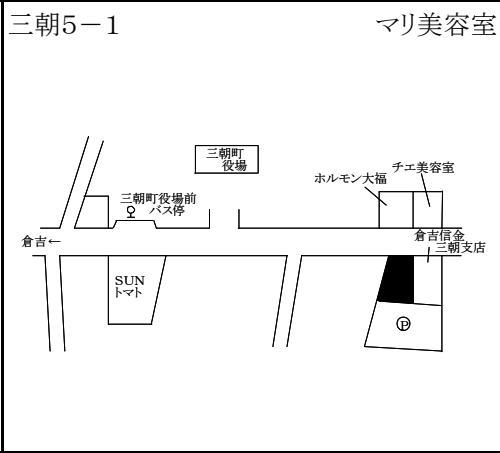 三朝5－1
マリ美容室
三朝町
役場
チエ美容室
ホルモン大福
三朝町役場前
バス停
倉吉←
倉吉信金
三朝支店
SUN
トマト
P